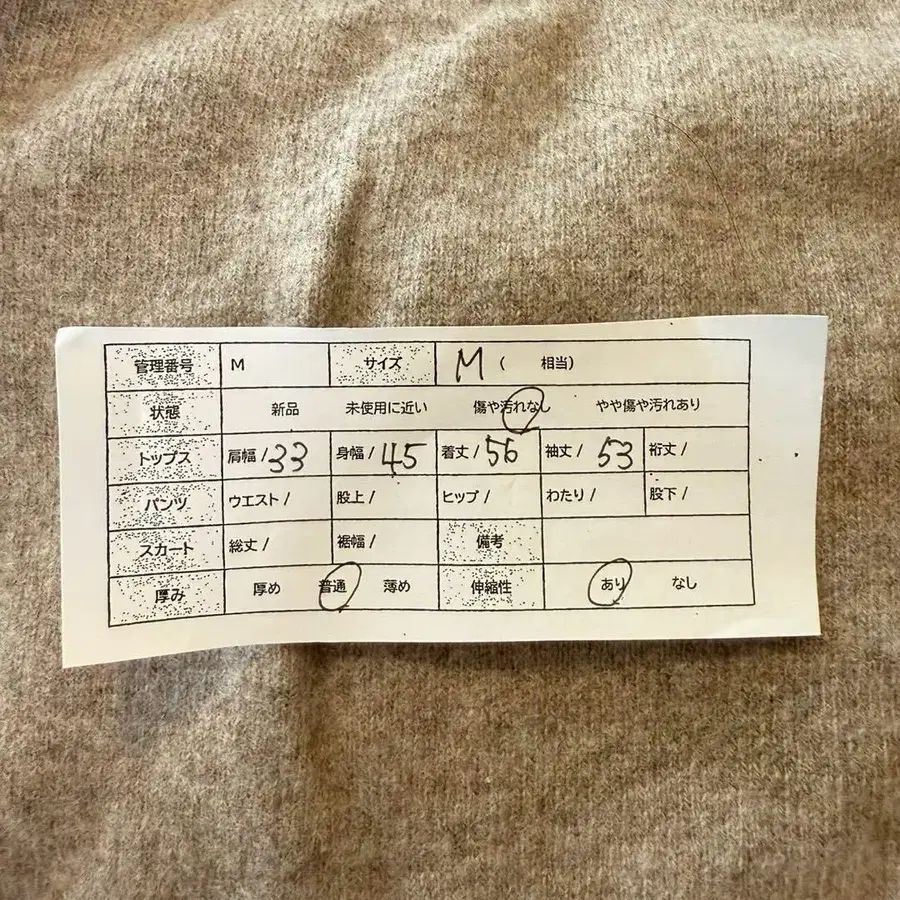 管理番号 M サイズ M ( 相当)
状態 新品 未使用に近い 傷や汚れなし やや傷や汚れあり
トップス 肩幅 / 33 身幅 / 45 着丈 / 56 袖丈 / 53 裄丈 /
パンツ ウエスト / 股上 / ヒップ / わたり / 股下 /
スカート 総丈 / 裾幅 / 備考
厚み 厚め 普通 薄め 伸縮性 あり なし